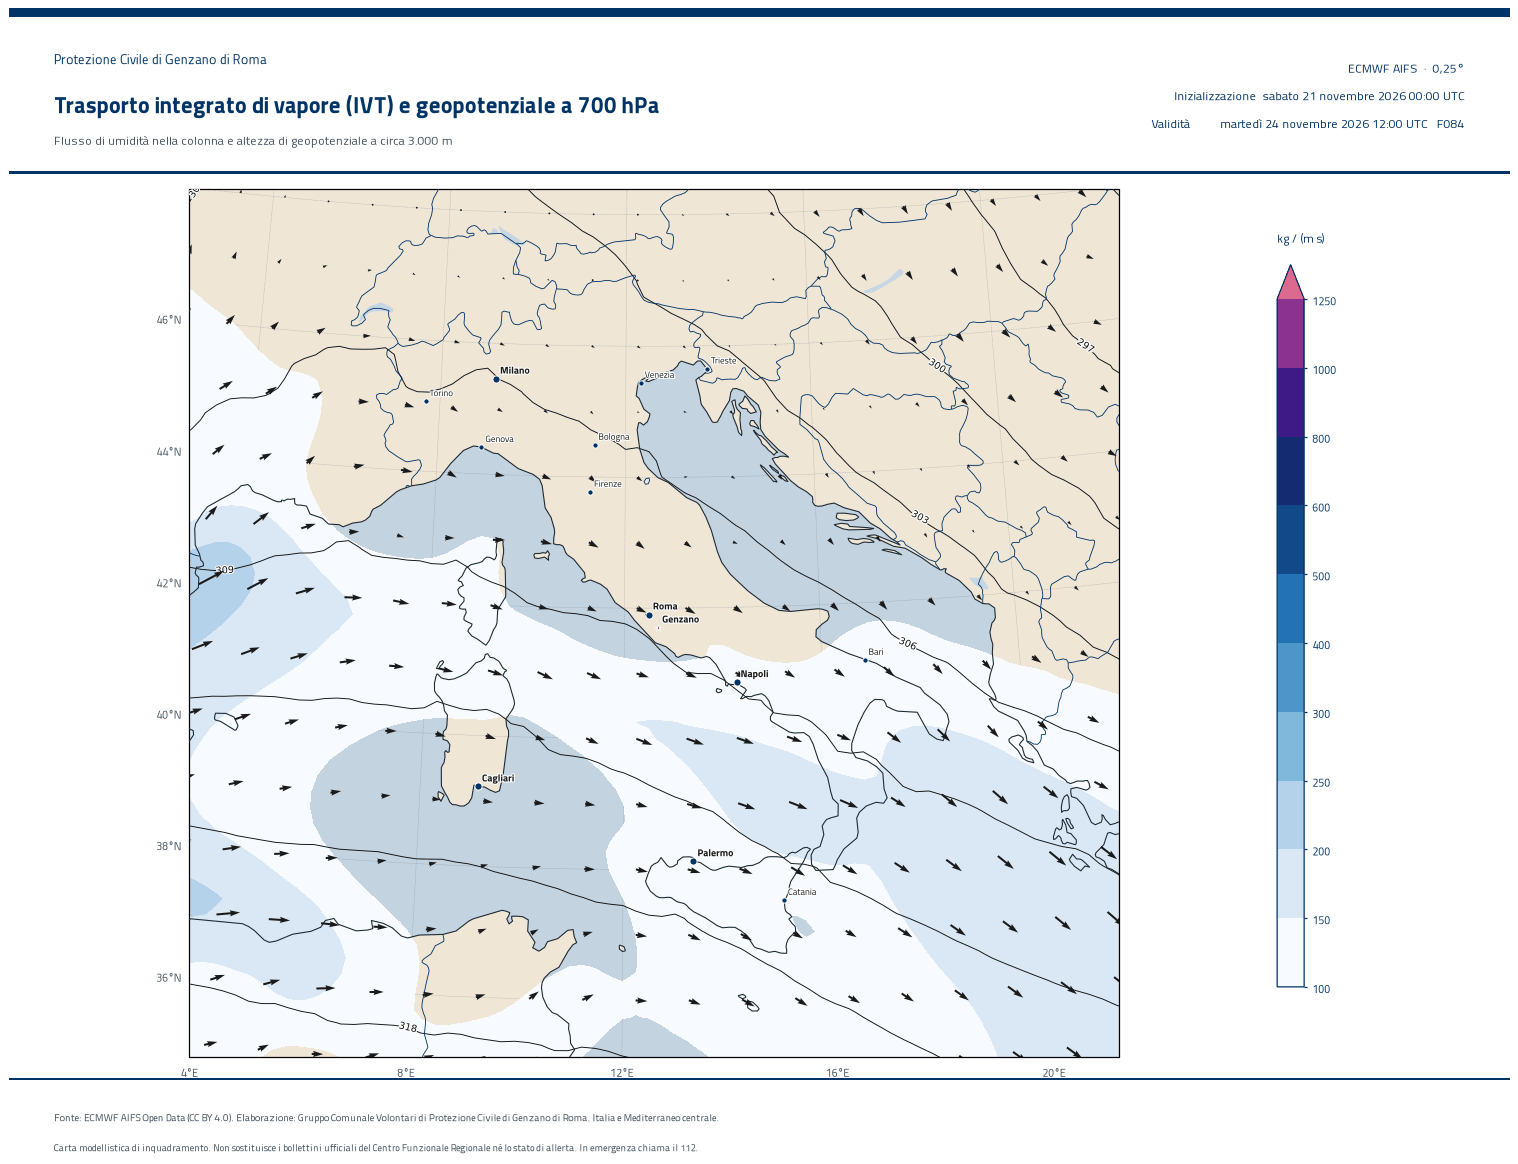 Protezione Civile di Genzano di Roma
Trasporto integrato di vapore (IVT) e geopotenziale a 700 hPa
Flusso di umidità nella colonna e altezza di geopotenziale a circa 3.000 m
ECMWF AIFS · 0,25°
Inizializzazione sabato 21 novembre 2026 00:00 UTC
Validità martedì 24 novembre 2026 12:00 UTC F084
kg / (m s)
1250
1000
800
600
500
400
300
250
200
150
100
46°N
44°N
42°N
40°N
38°N
36°N
4°E
8°E
12°E
16°E
20°E
297
300
303
306
309
318
Milano
Torino
Venezia
Trieste
Genova
Bologna
Firenze
Roma
Genzano
Napoli
Bari
Cagliari
Palermo
Catania
Fonte: ECMWF AIFS Open Data (CC BY 4.0). Elaborazione: Gruppo Comunale Volontari di Protezione Civile di Genzano di Roma. Italia e Mediterraneo centrale.
Carta modellistica di inquadramento. Non sostituisce i bollettini ufficiali del Centro Funzionale Regionale né lo stato di allerta. In emergenza chiama il 112.